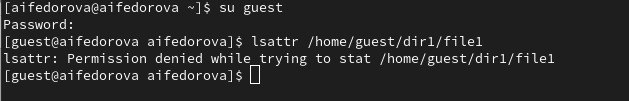 [aifedorova@aifedorova ~]$ su guest
Password:
[guest@aifedorova aifedorova]$ lsattr /home/guest/dir1/file1
lsattr: Permission denied while trying to stat /home/guest/dir1/file1
[guest@aifedorova aifedorova]$